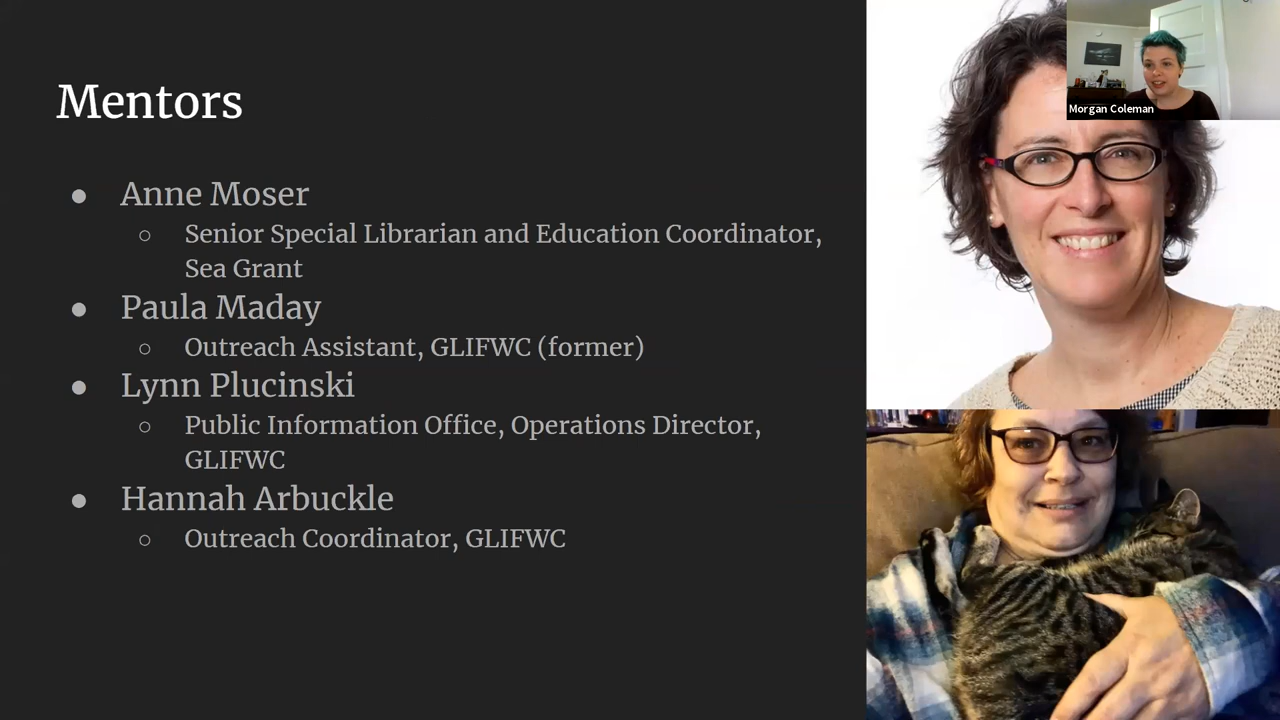 Mentors
● Anne Moser
○ Senior Special Librarian and Education Coordinator,
Sea Grant
● Paula Maday
○ Outreach Assistant, GLIFWC (former)
● Lynn Plucinski
○ Public Information Office, Operations Director,
GLIFWC
● Hannah Arbuckle
○ Outreach Coordinator, GLIFWC
Morgan Coleman